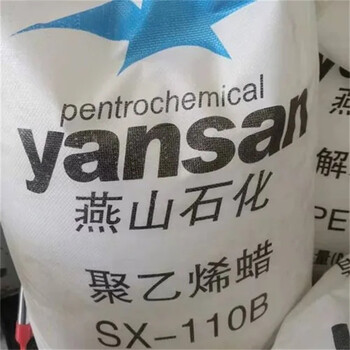 pentrochemical
yansan
燕山石化
聚乙烯蜡
SX-110B
解
PE